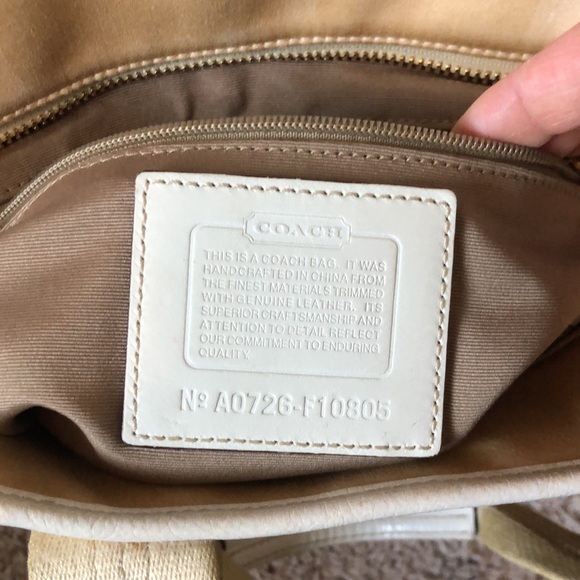 COACH
THIS IS A COACH BAG. IT WAS
HANDCRAFTED IN CHINA FROM
THE FINEST MATERIALS TRIMMED
WITH GENUINE LEATHER. ITS
SUPERIOR CRAFTSMANSHIP AND
ATTENTION TO DETAIL REFLECT
OUR COMMITMENT TO ENDURING
QUALITY.
Nº A0726-F10805